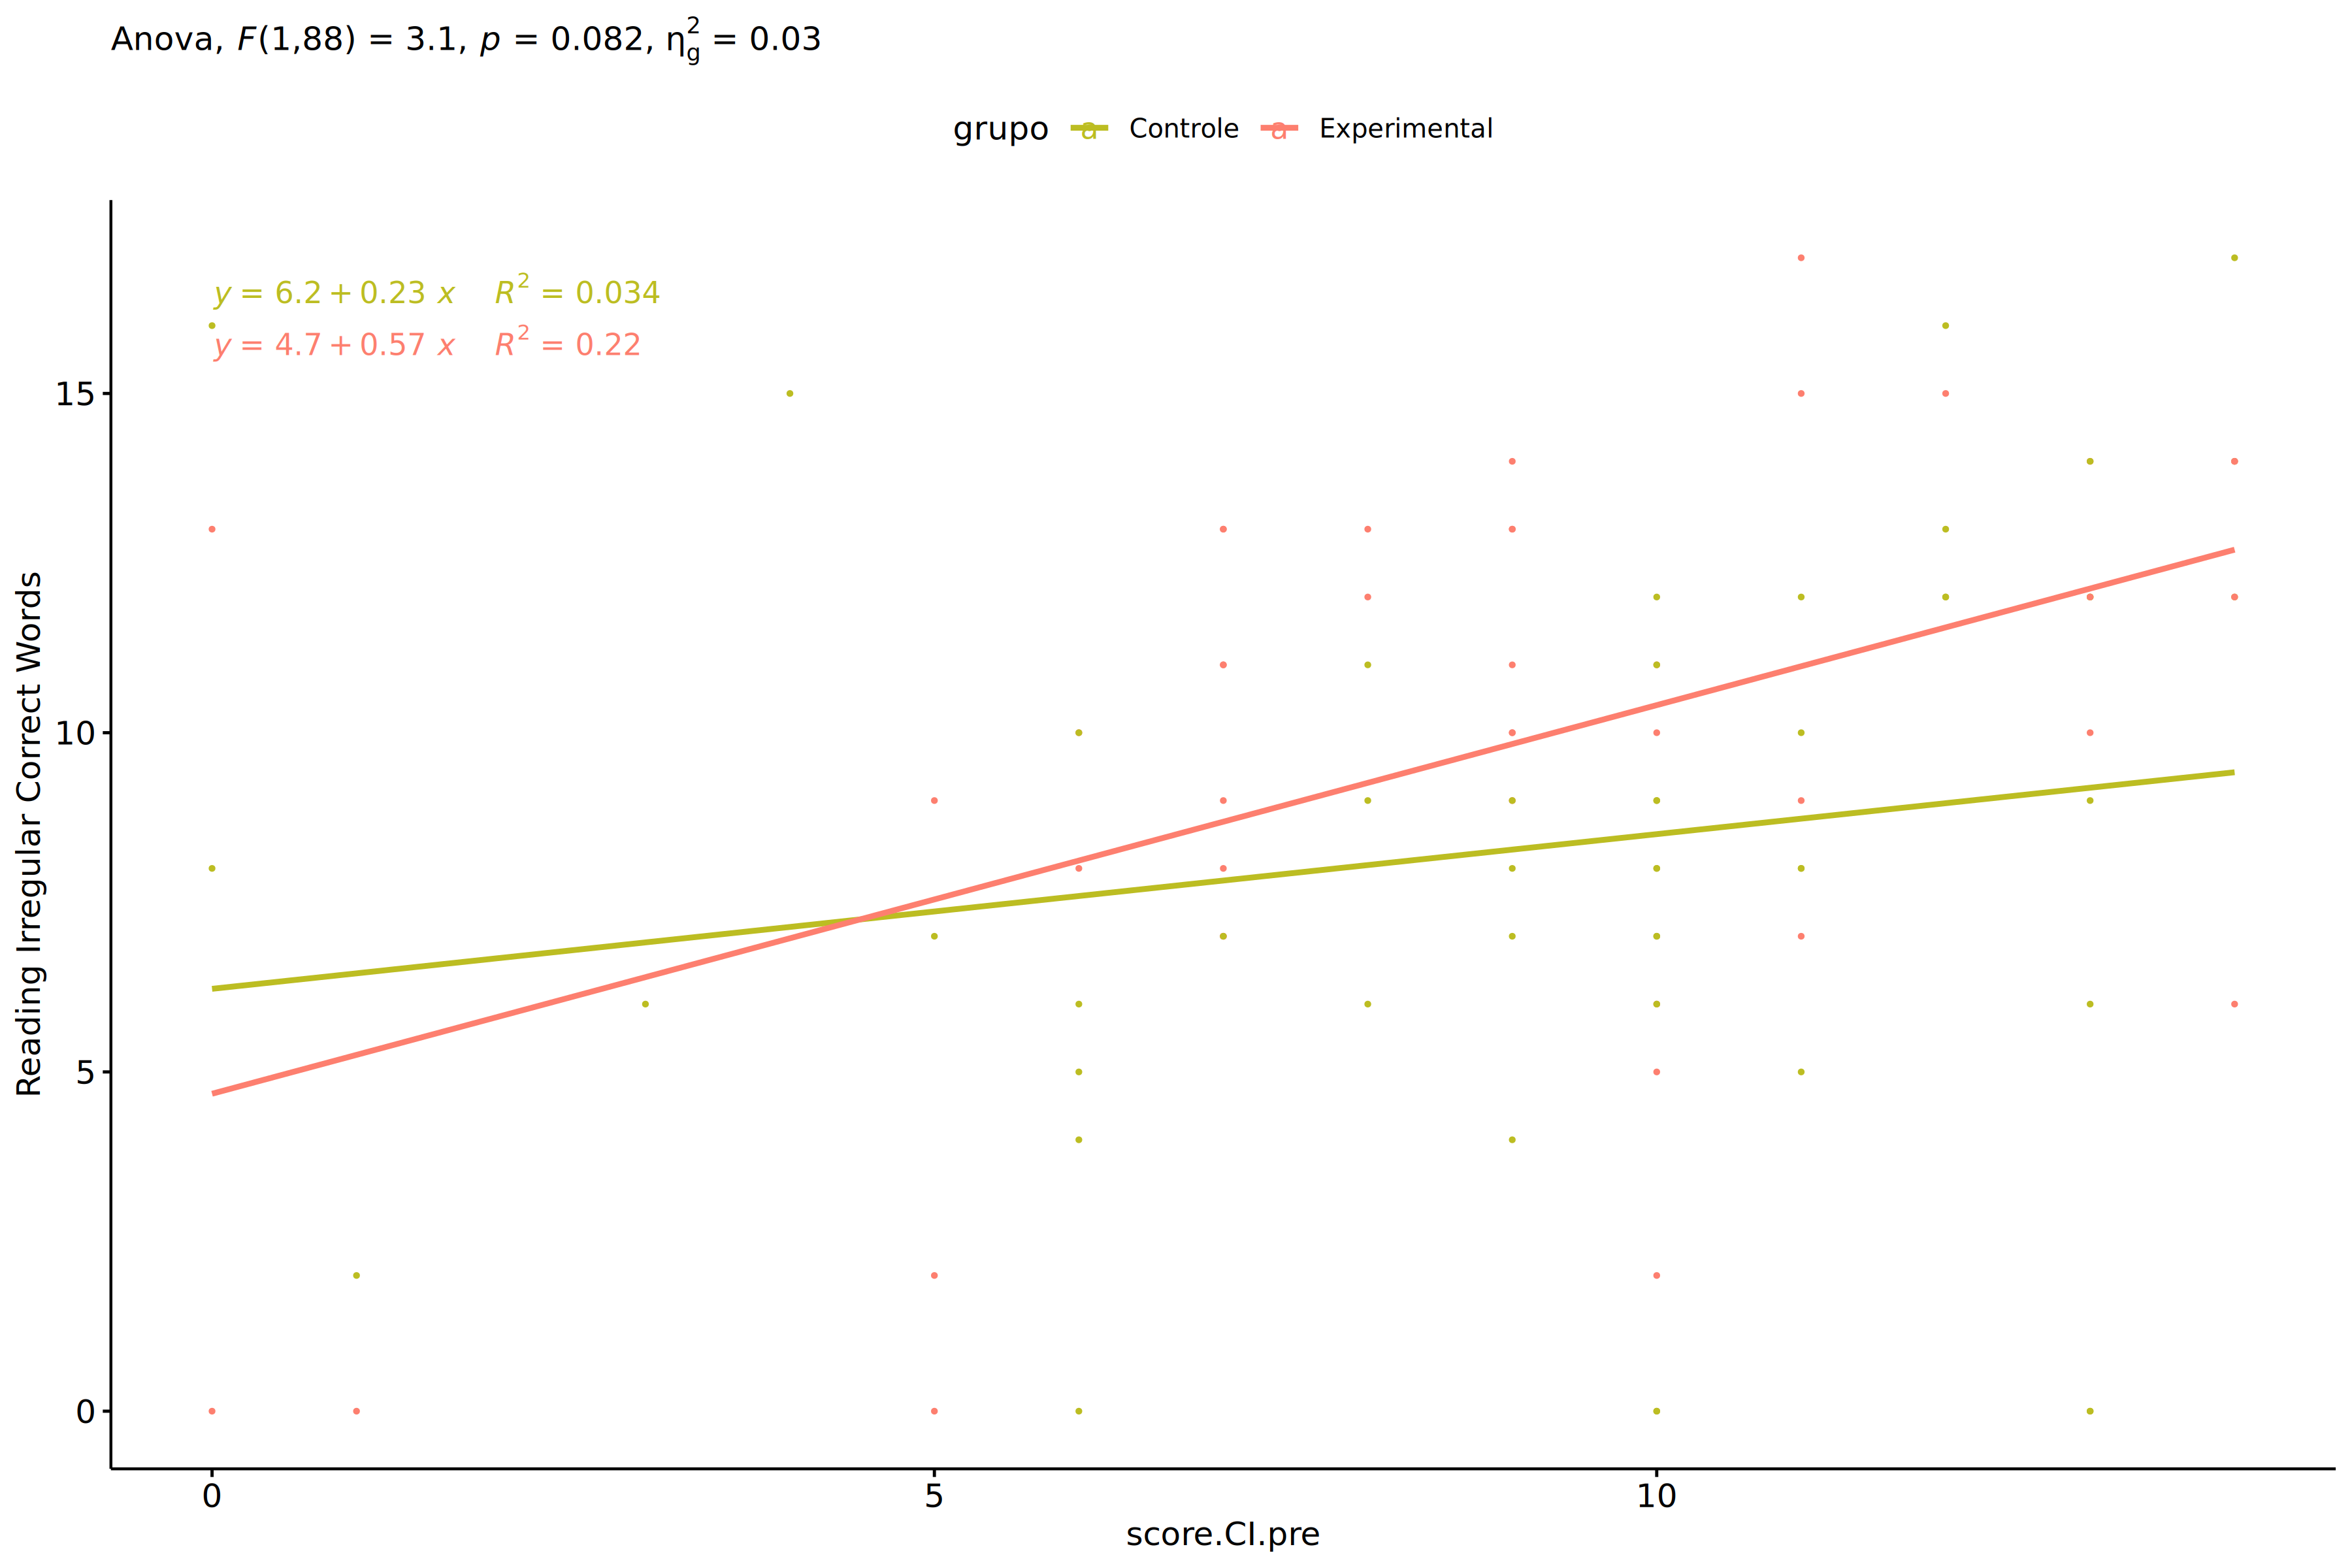 Anova, F(1,88) = 3.1, p = 0.082, η²g = 0.03
grupo a Controle a Experimental
y = 6.2 + 0.23 x R² = 0.034
y = 4.7 + 0.57 x R² = 0.22
Reading Irregular Correct Words
15
10
5
0
0 5 10
score.CI.pre